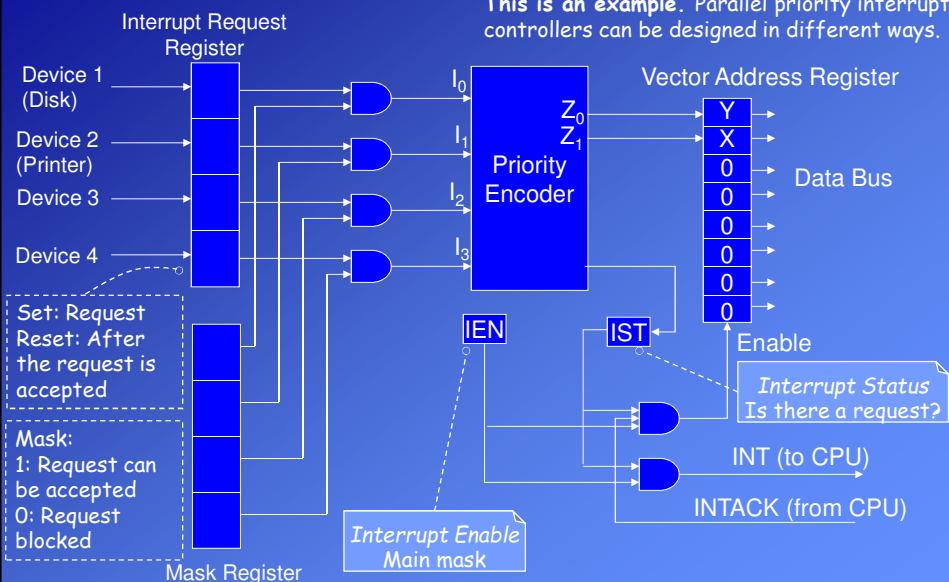 This is an example. Parallel priority interrupt
controllers can be designed in different ways.
Interrupt Request
Register
Device 1
(Disk)
Device 2
(Printer)
Device 3
Device 4
I0
I1
I2
I3
Priority
Encoder
Z0
Z1
Vector Address Register
Y
X
0
0
0
0
0
0
Data Bus
Set: Request
Reset: After
the request is
accepted
IEN
IST
Enable
Interrupt Status
Is there a request?
Mask:
1: Request can
be accepted
0: Request
blocked
INT (to CPU)
INTACK (from CPU)
Interrupt Enable
Main mask
Mask Register